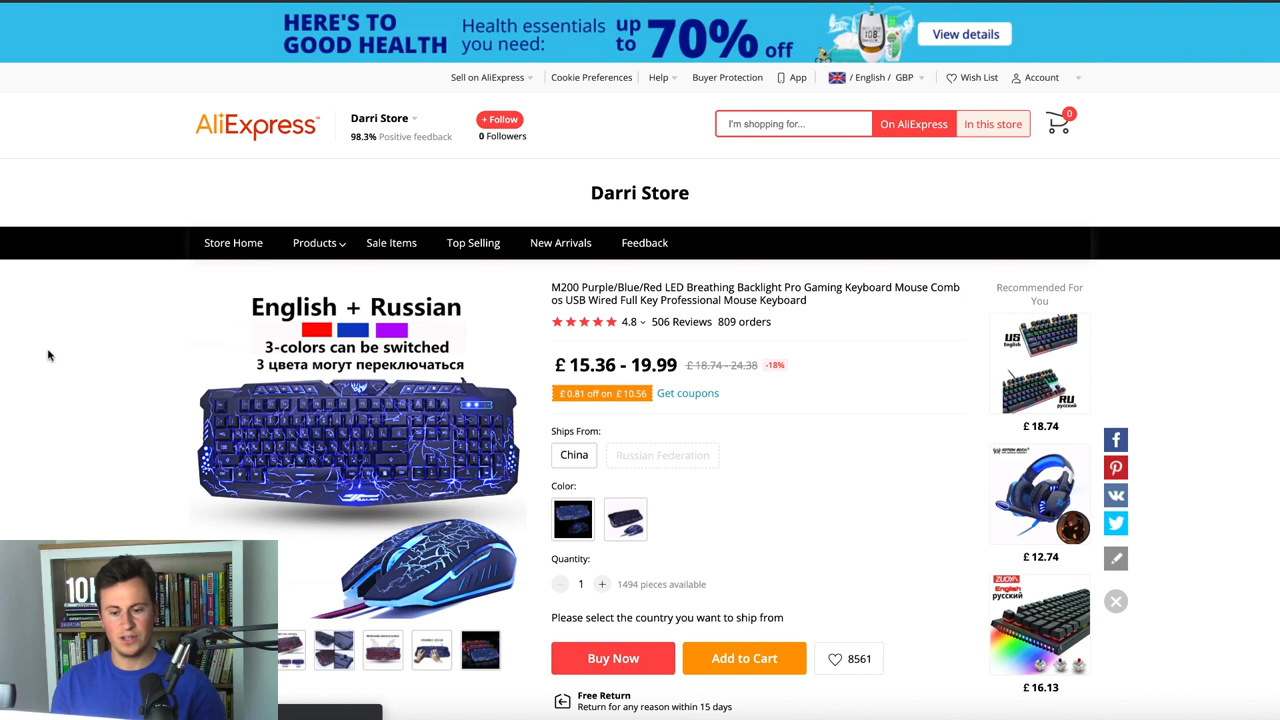 HERE'S TO
GOOD HEALTH
Health essentials
you need:
up
to
70%
off
View details
Sell on AliExpress
Cookie Preferences
Help
Buyer Protection
App
/ English / GBP
Wish List
Account
AliExpress™
Darri Store
98.3% Positive feedback
+ Follow
0 Followers
I'm shopping for...
On AliExpress
In this store
0
Darri Store
Store Home
Products
Sale Items
Top Selling
New Arrivals
Feedback
English + Russian
3-colors can be switched
3 цвета могут переключаться
M200 Purple/Blue/Red LED Breathing Backlight Pro Gaming Keyboard Mouse Comb
os USB Wired Full Key Professional Mouse Keyboard
4.8
506 Reviews
809 orders
£ 15.36 - 19.99
£ 18.74 - 24.38
-18%
£ 0.81 off on £ 10.56
Get coupons
Ships From:
China
Russian Federation
Color:
Quantity:
1
1494 pieces available
Please select the country you want to ship from
Buy Now
Add to Cart
8561
Free Return
Return for any reason within 15 days
Recommended For
You
US
English
RU
русский
£ 18.74
£ 12.74
ZUOYA
English
русский
£ 16.13
10